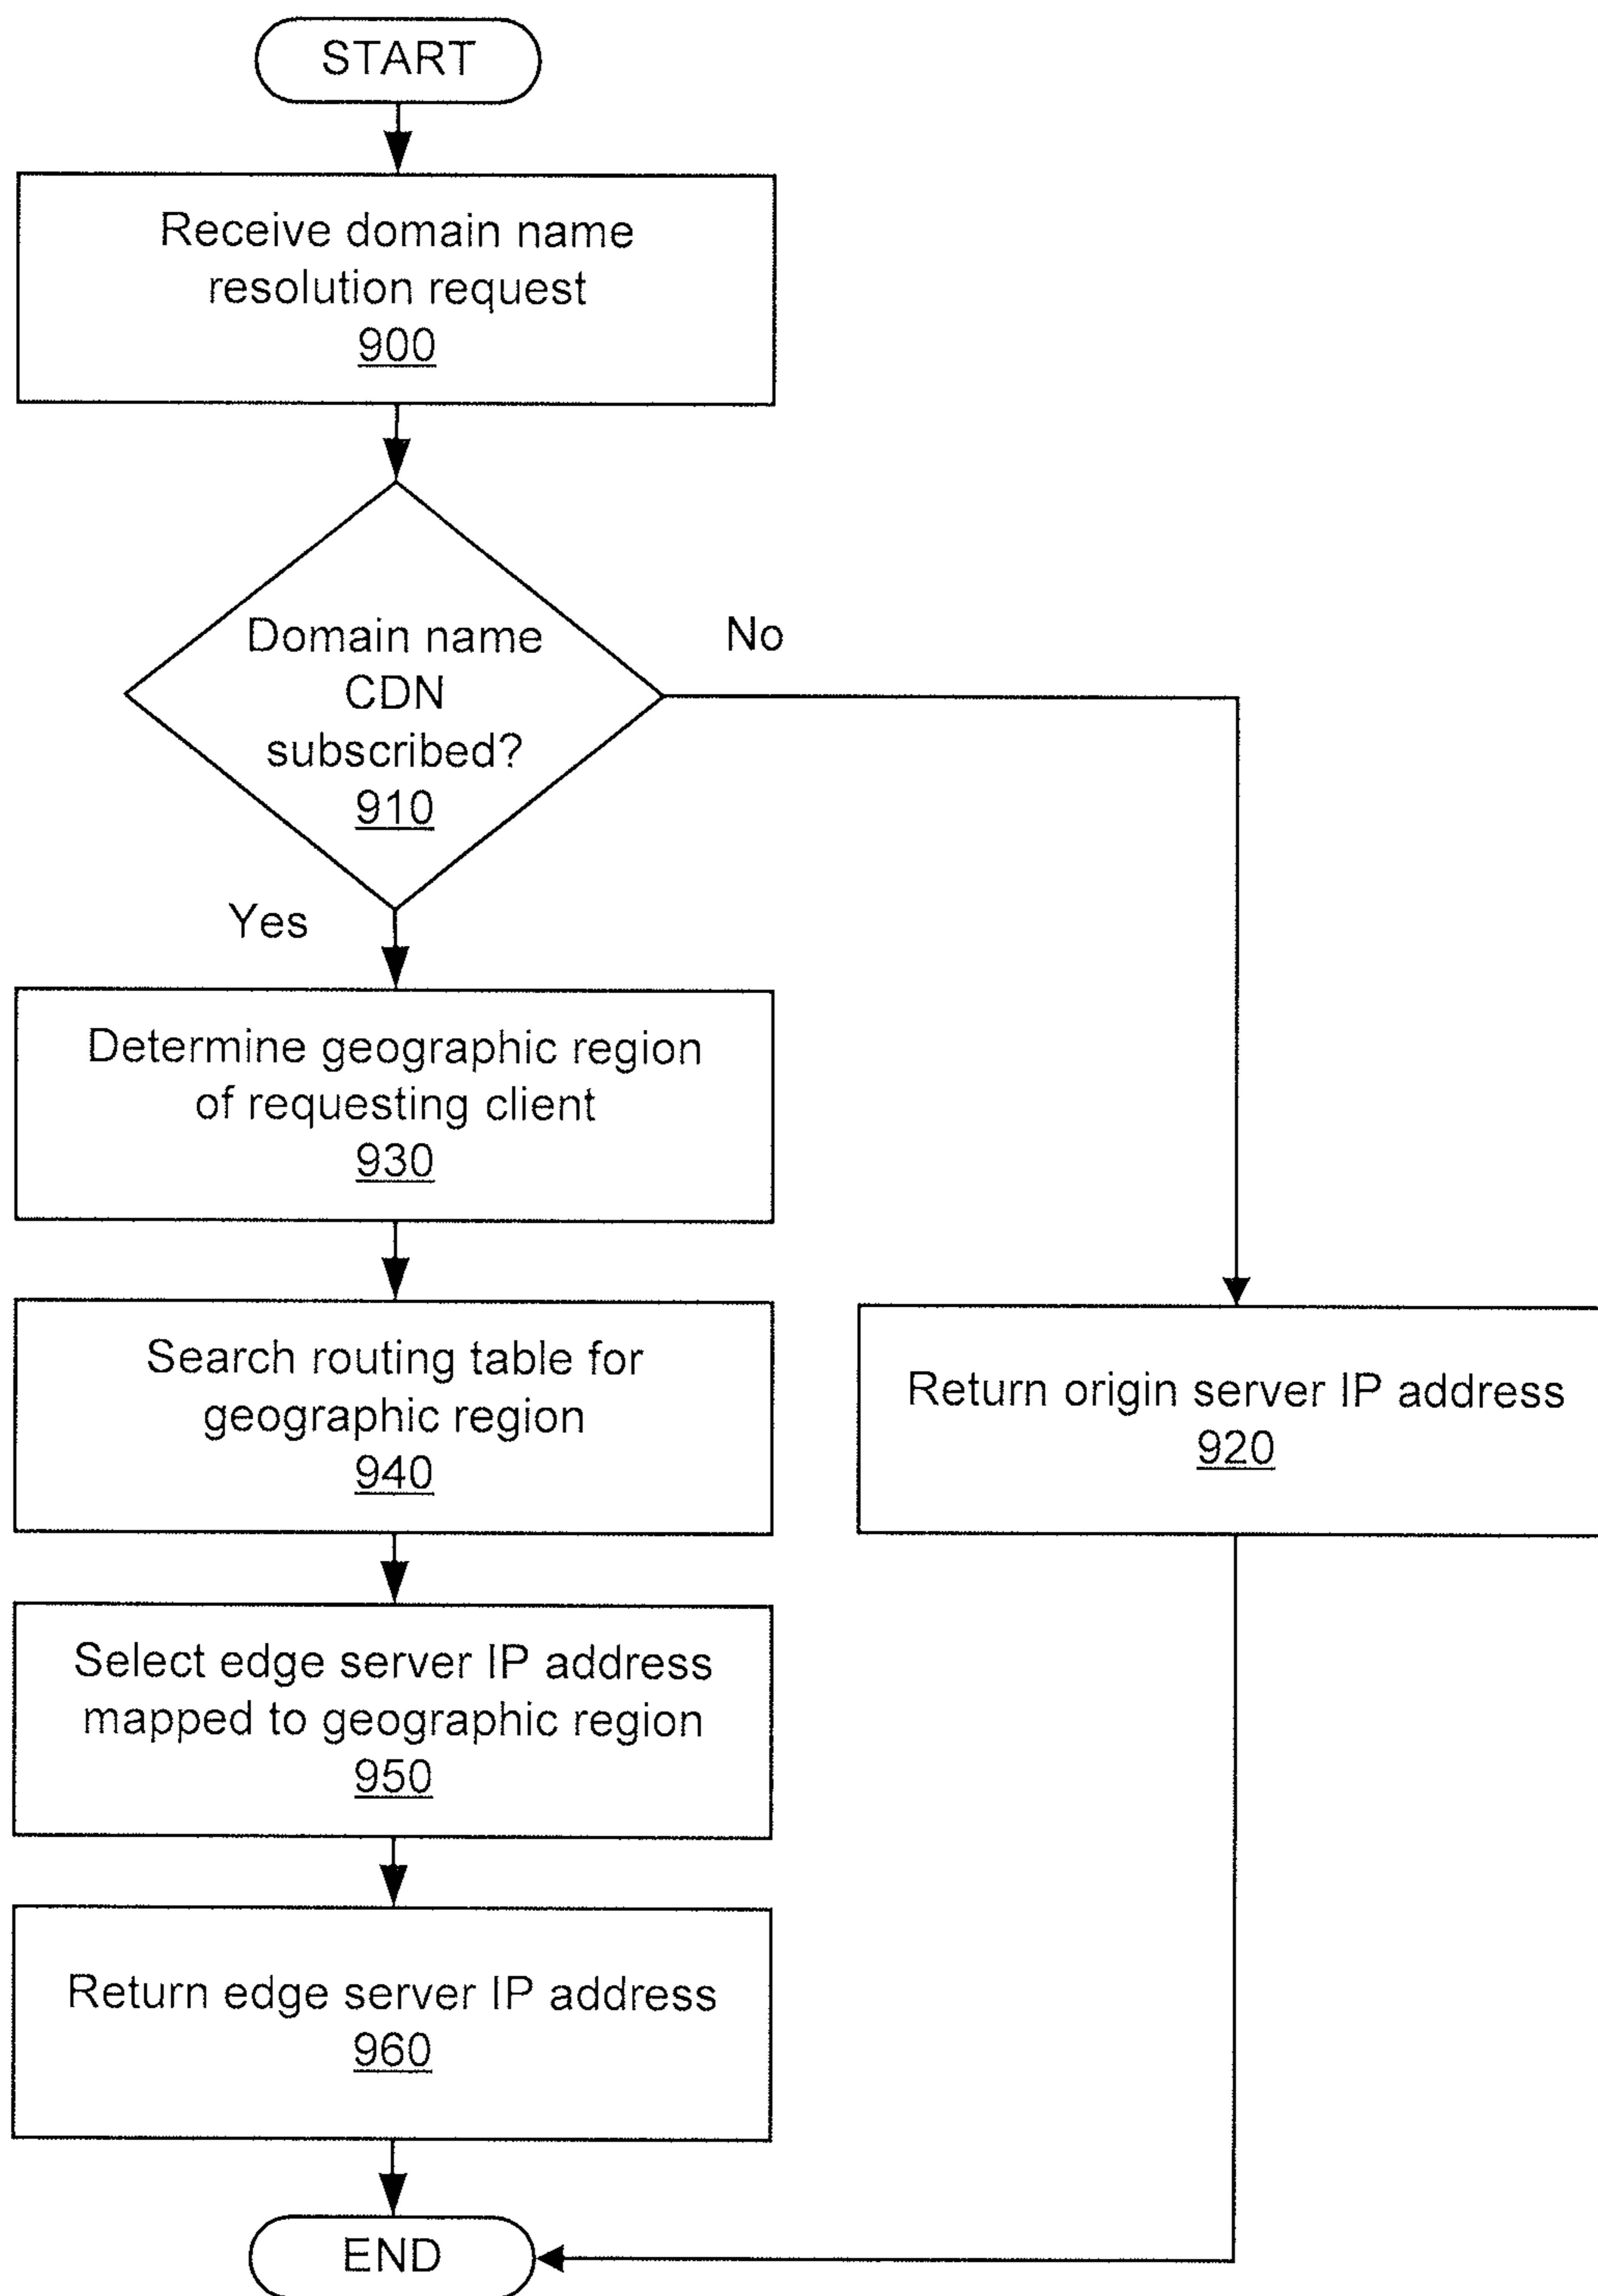 START
Receive domain name
resolution request
900
Domain name
CDN
subscribed?
910
No
Yes
Determine geographic region
of requesting client
930
Search routing table for
geographic region
940
Return origin server IP address
920
Select edge server IP address
mapped to geographic region
950
Return edge server IP address
960
END